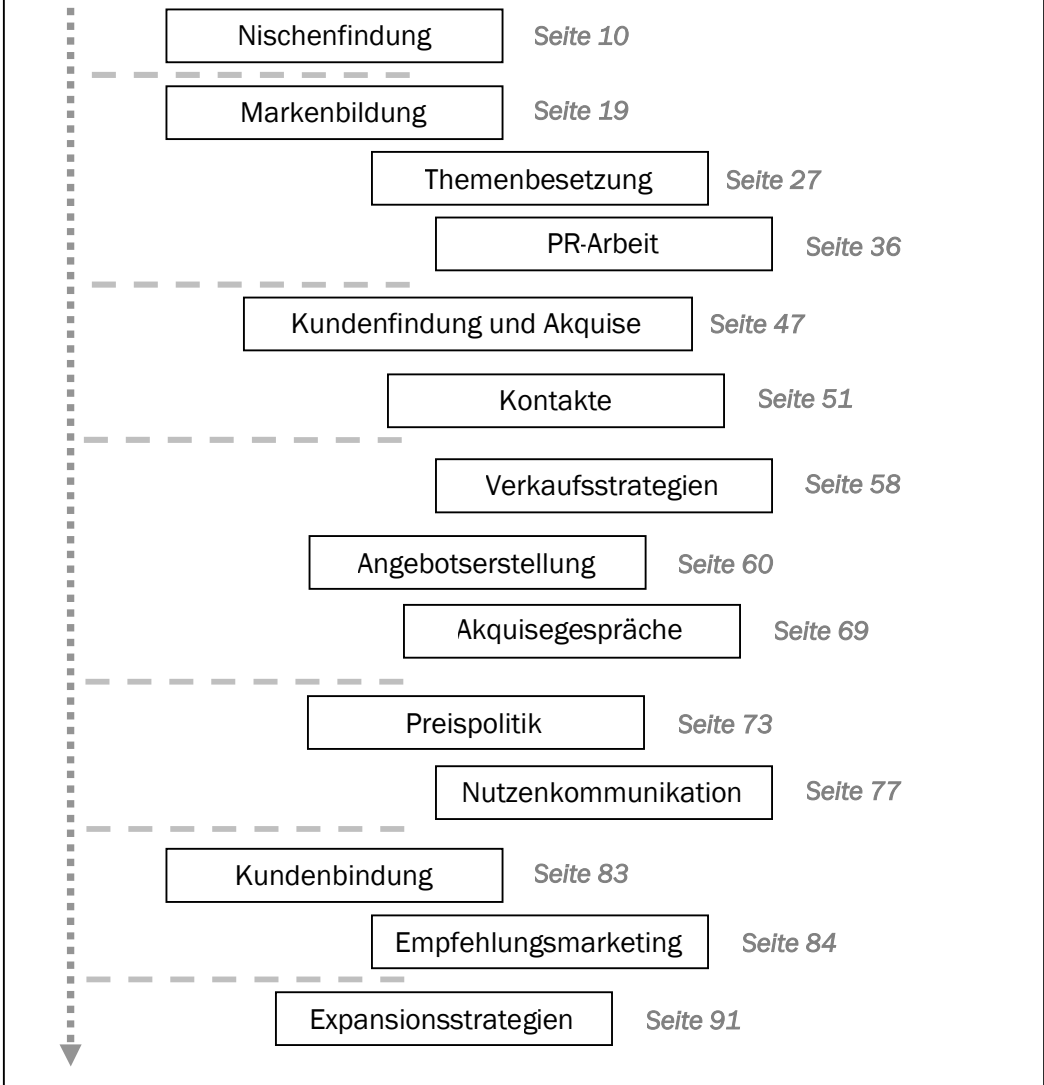 Nischenfindung Seite 10
Markenbildung Seite 19
Themenbesetzung Seite 27
PR-Arbeit Seite 36
Kundenfindung und Akquise Seite 47
Kontakte Seite 51
Verkaufsstrategien Seite 58
Angebotserstellung Seite 60
Akquisegespräche Seite 69
Preispolitik Seite 73
Nutzenkommunikation Seite 77
Kundenbindung Seite 83
Empfehlungsmarketing Seite 84
Expansionsstrategien Seite 91